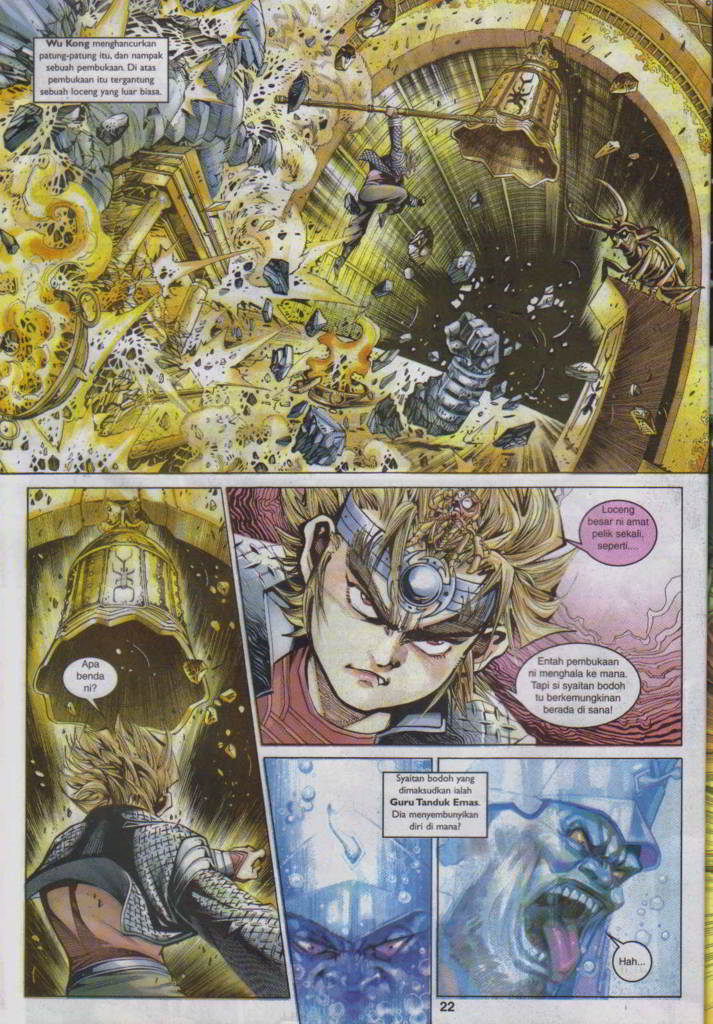 Wu Kong menghancurkan
patung-patung itu, dan nampak
sebuah pembukaan. Di atas
pembukaan itu tergantung
sebuah loceng yang luar biasa.
Apa
benda
ni?
Loceng
besar ni amat
pelik sekali,
seperti....
Entah pembukaan
ni menghala ke mana.
Tapi si syaitan bodoh
tu berkemungkinan
berada di sana!
Syaitan bodoh yang
dimaksudkan ialah
Guru Tanduk Emas.
Dia menyembunyikan
diri di mana?
Hah...
22